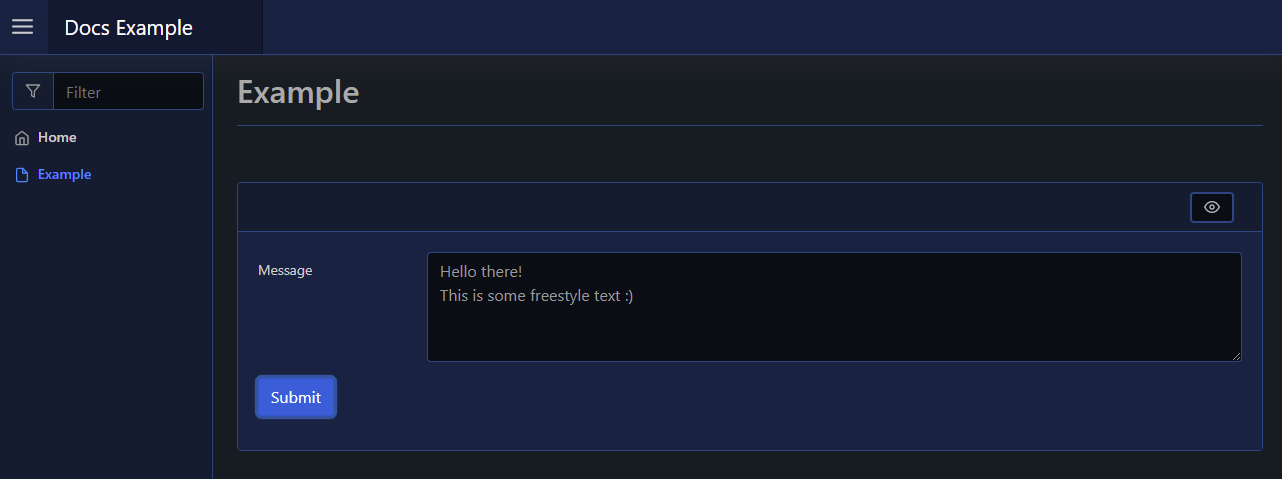 Docs Example
Filter
Home
Example
Example
Message
Hello there!
This is some freestyle text :)
Submit